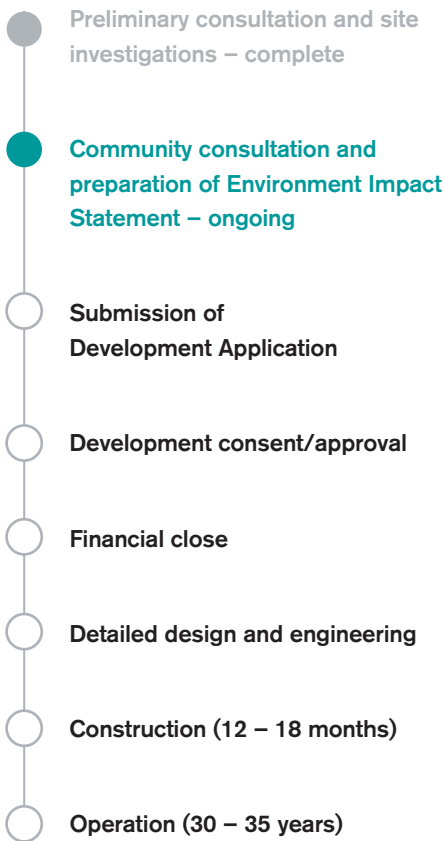 Preliminary consultation and site
investigations – complete
Community consultation and
preparation of Environment Impact
Statement – ongoing
Submission of
Development Application
Development consent/approval
Financial close
Detailed design and engineering
Construction (12 – 18 months)
Operation (30 – 35 years)